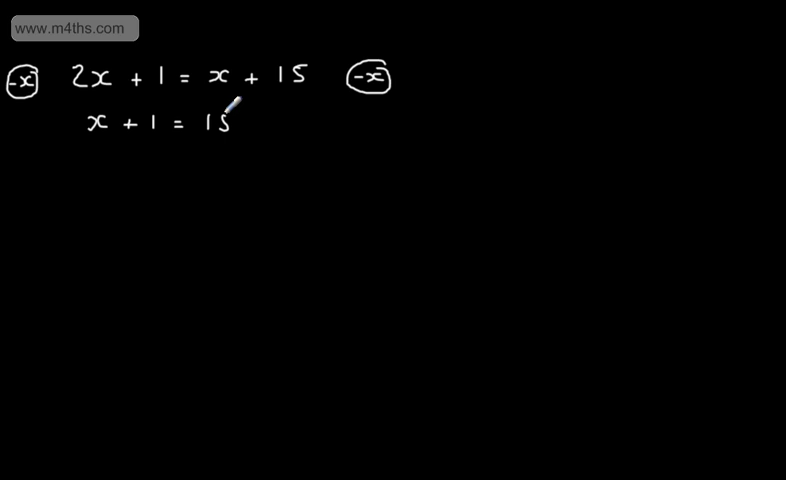 www.m4ths.com
-x 2x + 1 = x + 15 -x
x + 1 = 15